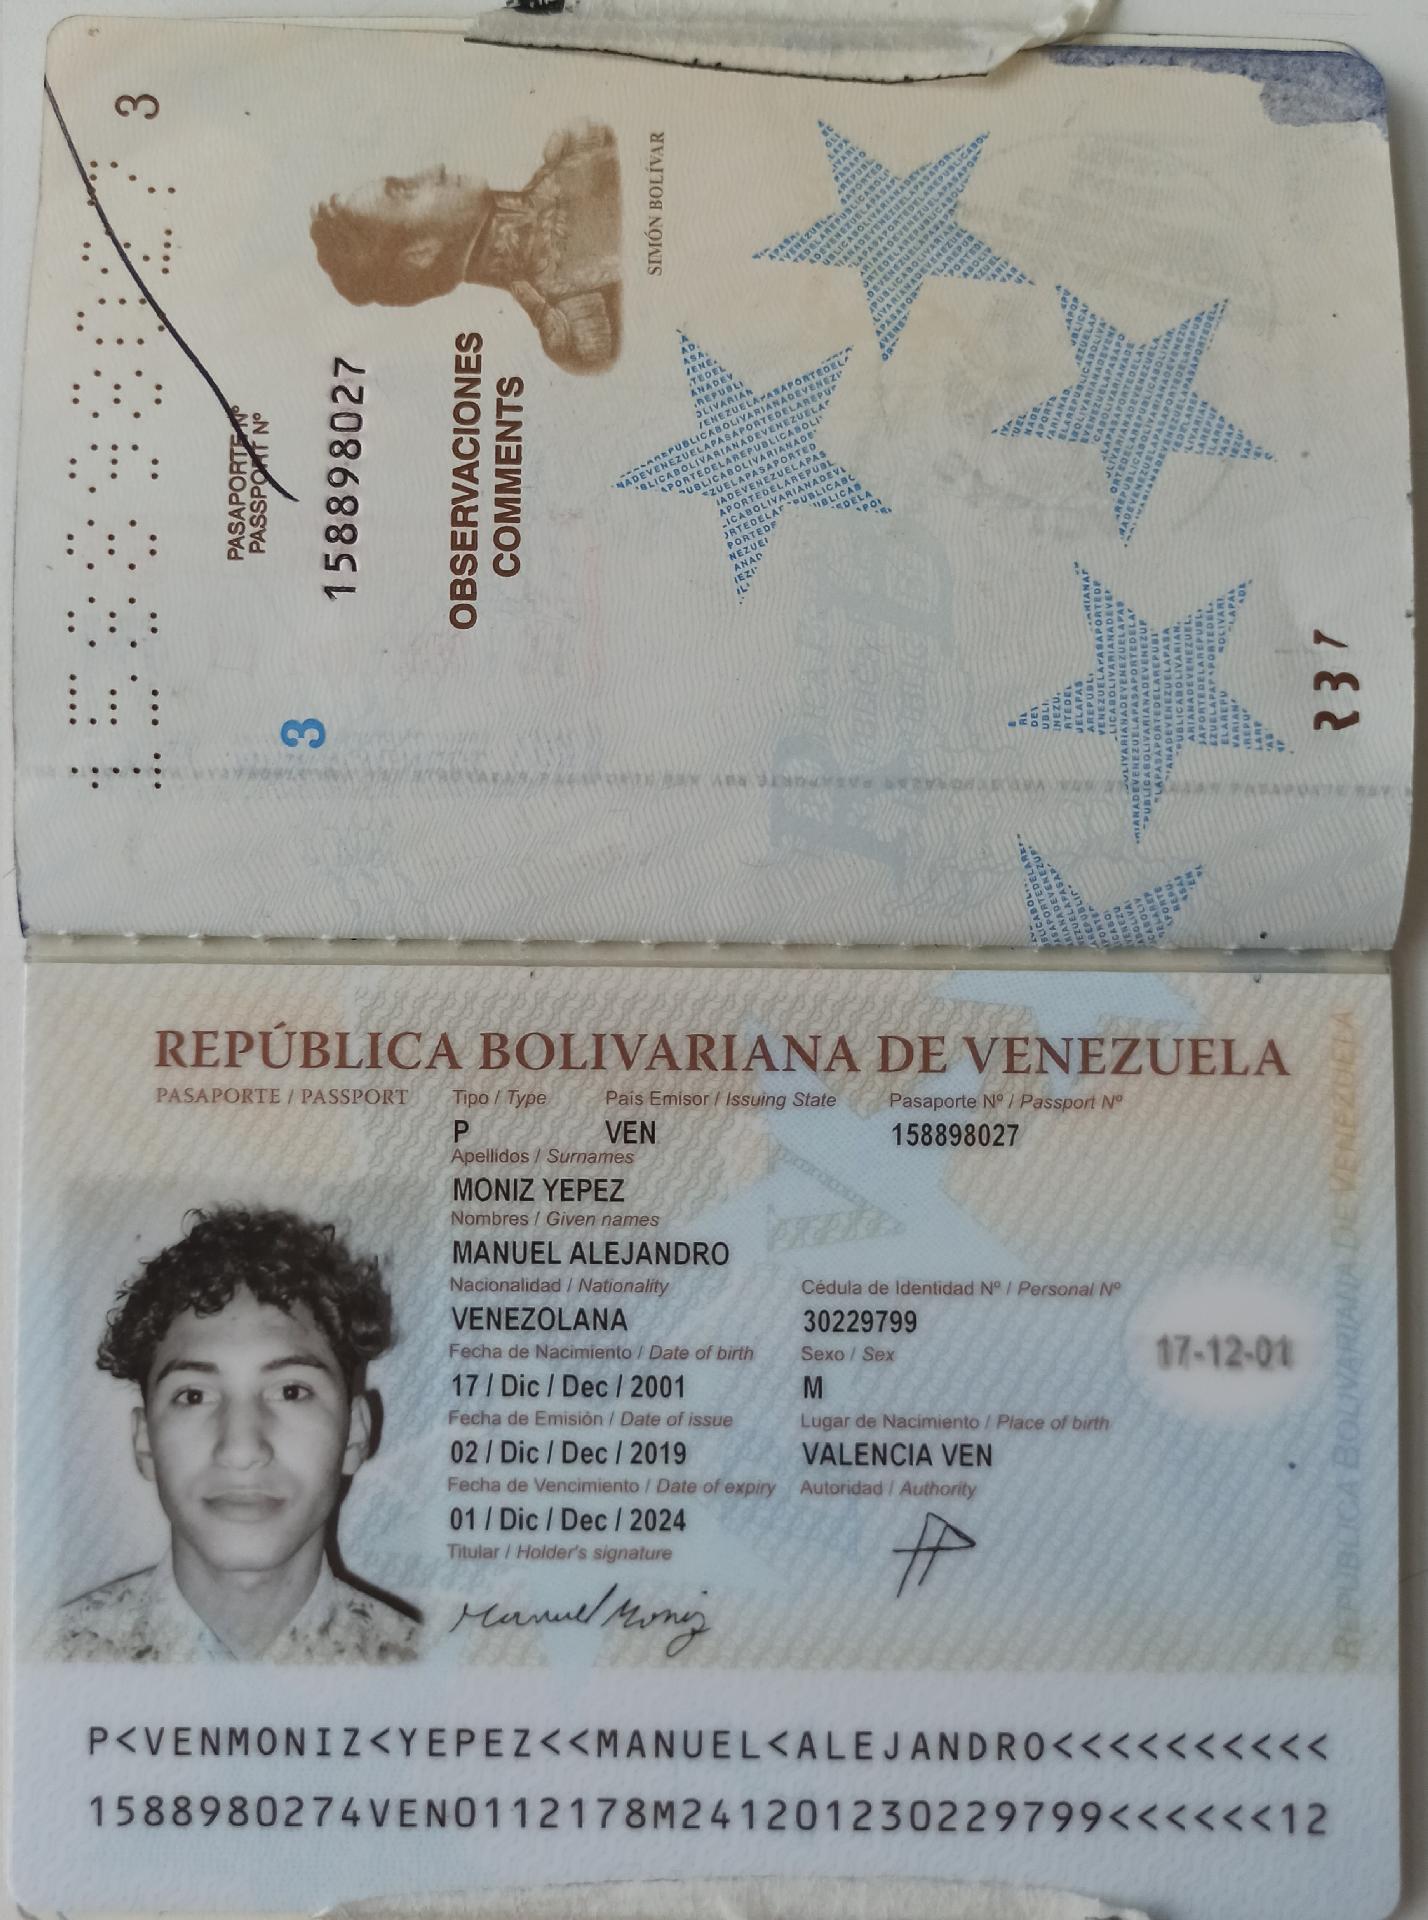 3
PASAPORTE Nº
PASSPORT Nº
158898027
OBSERVACIONES
COMMENTS
SIMÓN BOLÍVAR
3
REPÚBLICA BOLIVARIANA DE VENEZUELA
PASAPORTE / PASSPORT
Tipo / Type País Emisor / Issuing State Pasaporte Nº / Passport Nº
P VEN 158898027
Apellidos / Surnames
MONIZ YEPEZ
Nombres / Given names
MANUEL ALEJANDRO
Nacionalidad / Nationality Cédula de Identidad Nº / Personal Nº
VENEZOLANA 30229799
Fecha de Nacimiento / Date of birth Sexo / Sex
17 / Dic / Dec / 2001 M
17-12-01
Fecha de Emisión / Date of issue Lugar de Nacimiento / Place of birth
02 / Dic / Dec / 2019 VALENCIA VEN
Fecha de Vencimiento / Date of expiry Autoridad / Authority
01 / Dic / Dec / 2024
Titular / Holder's signature
Manuel Moniz
REPÚBLICA BOLIVARIANA DE VENEZUELA
P<VENMONIZ<YEPEZ<<MANUEL<ALEJANDRO<<<<<<<<<<
1588980274VEN0112178M241201230229799<<<<<<12